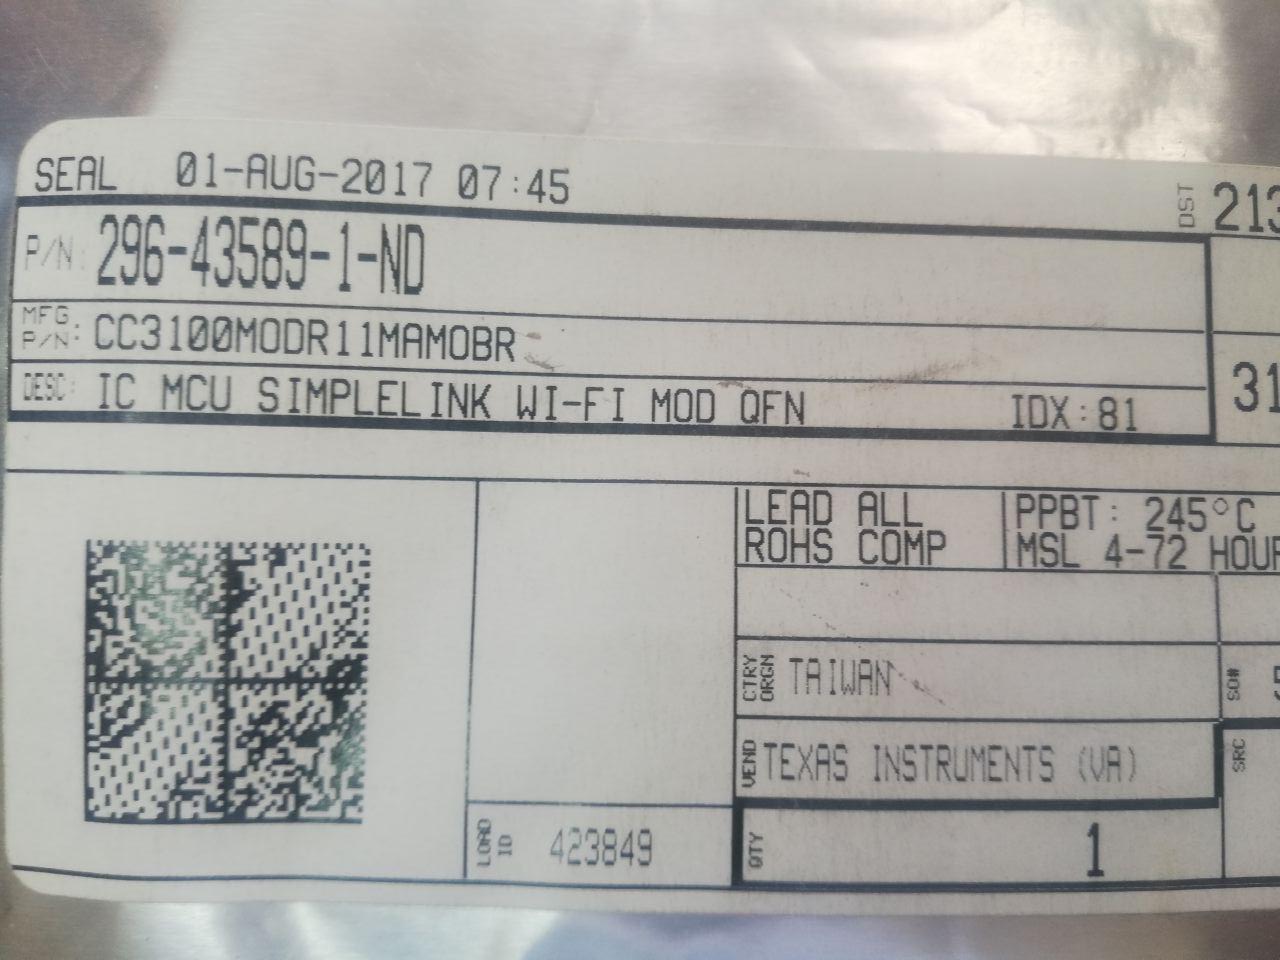 SEAL 01-AUG-2017 07:45
DST 213
P/N: 296-43589-1-ND
MFG P/N: CC3100MODR11MAMOBR
DESC: IC MCU SIMPLELINK WI-FI MOD QFN IDX:81
31
LEAD ALL
ROHS COMP
PPBT: 245°C
MSL 4-72 HOUR
CTRY ORGN TAIWAN
SO#
VEND TEXAS INSTRUMENTS (VA)
SRC
LOAD ID 423849
QTY 1